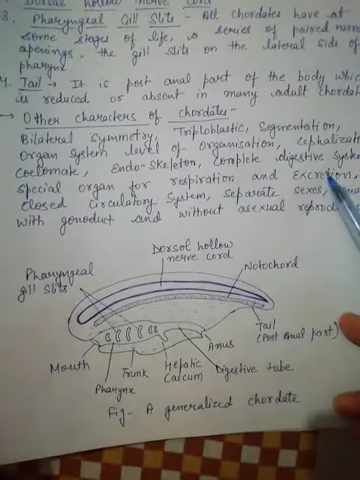 Dorsal hollow nerve cord
3. Pharyngeal Gill Slits - All chordates have at
some stages of life, a series of paired narrow
openings, the gill slits on the lateral side of
pharynx.
4. Tail → It is post anal part of the body
is reduced or absent in many adult
→ Other characters of chordates -
Bilateral symmetry, Triploblastic, Segmentation,
Organ system level of organisation,
Coelomate, Endo-skeleton, complete digestive
special organ for respiration and Excretion,
closed circulatory system, separate sexes,
with gonoduct and without asexual
Dorsal hollow
nerve cord
Pharyngeal
gill slits
Notochord
Tail
(Post anal part)
Anus
Mouth
Trunk
Hepatic
Caecum
Digestive tube
Pharynx
Fig - A generalized chordate